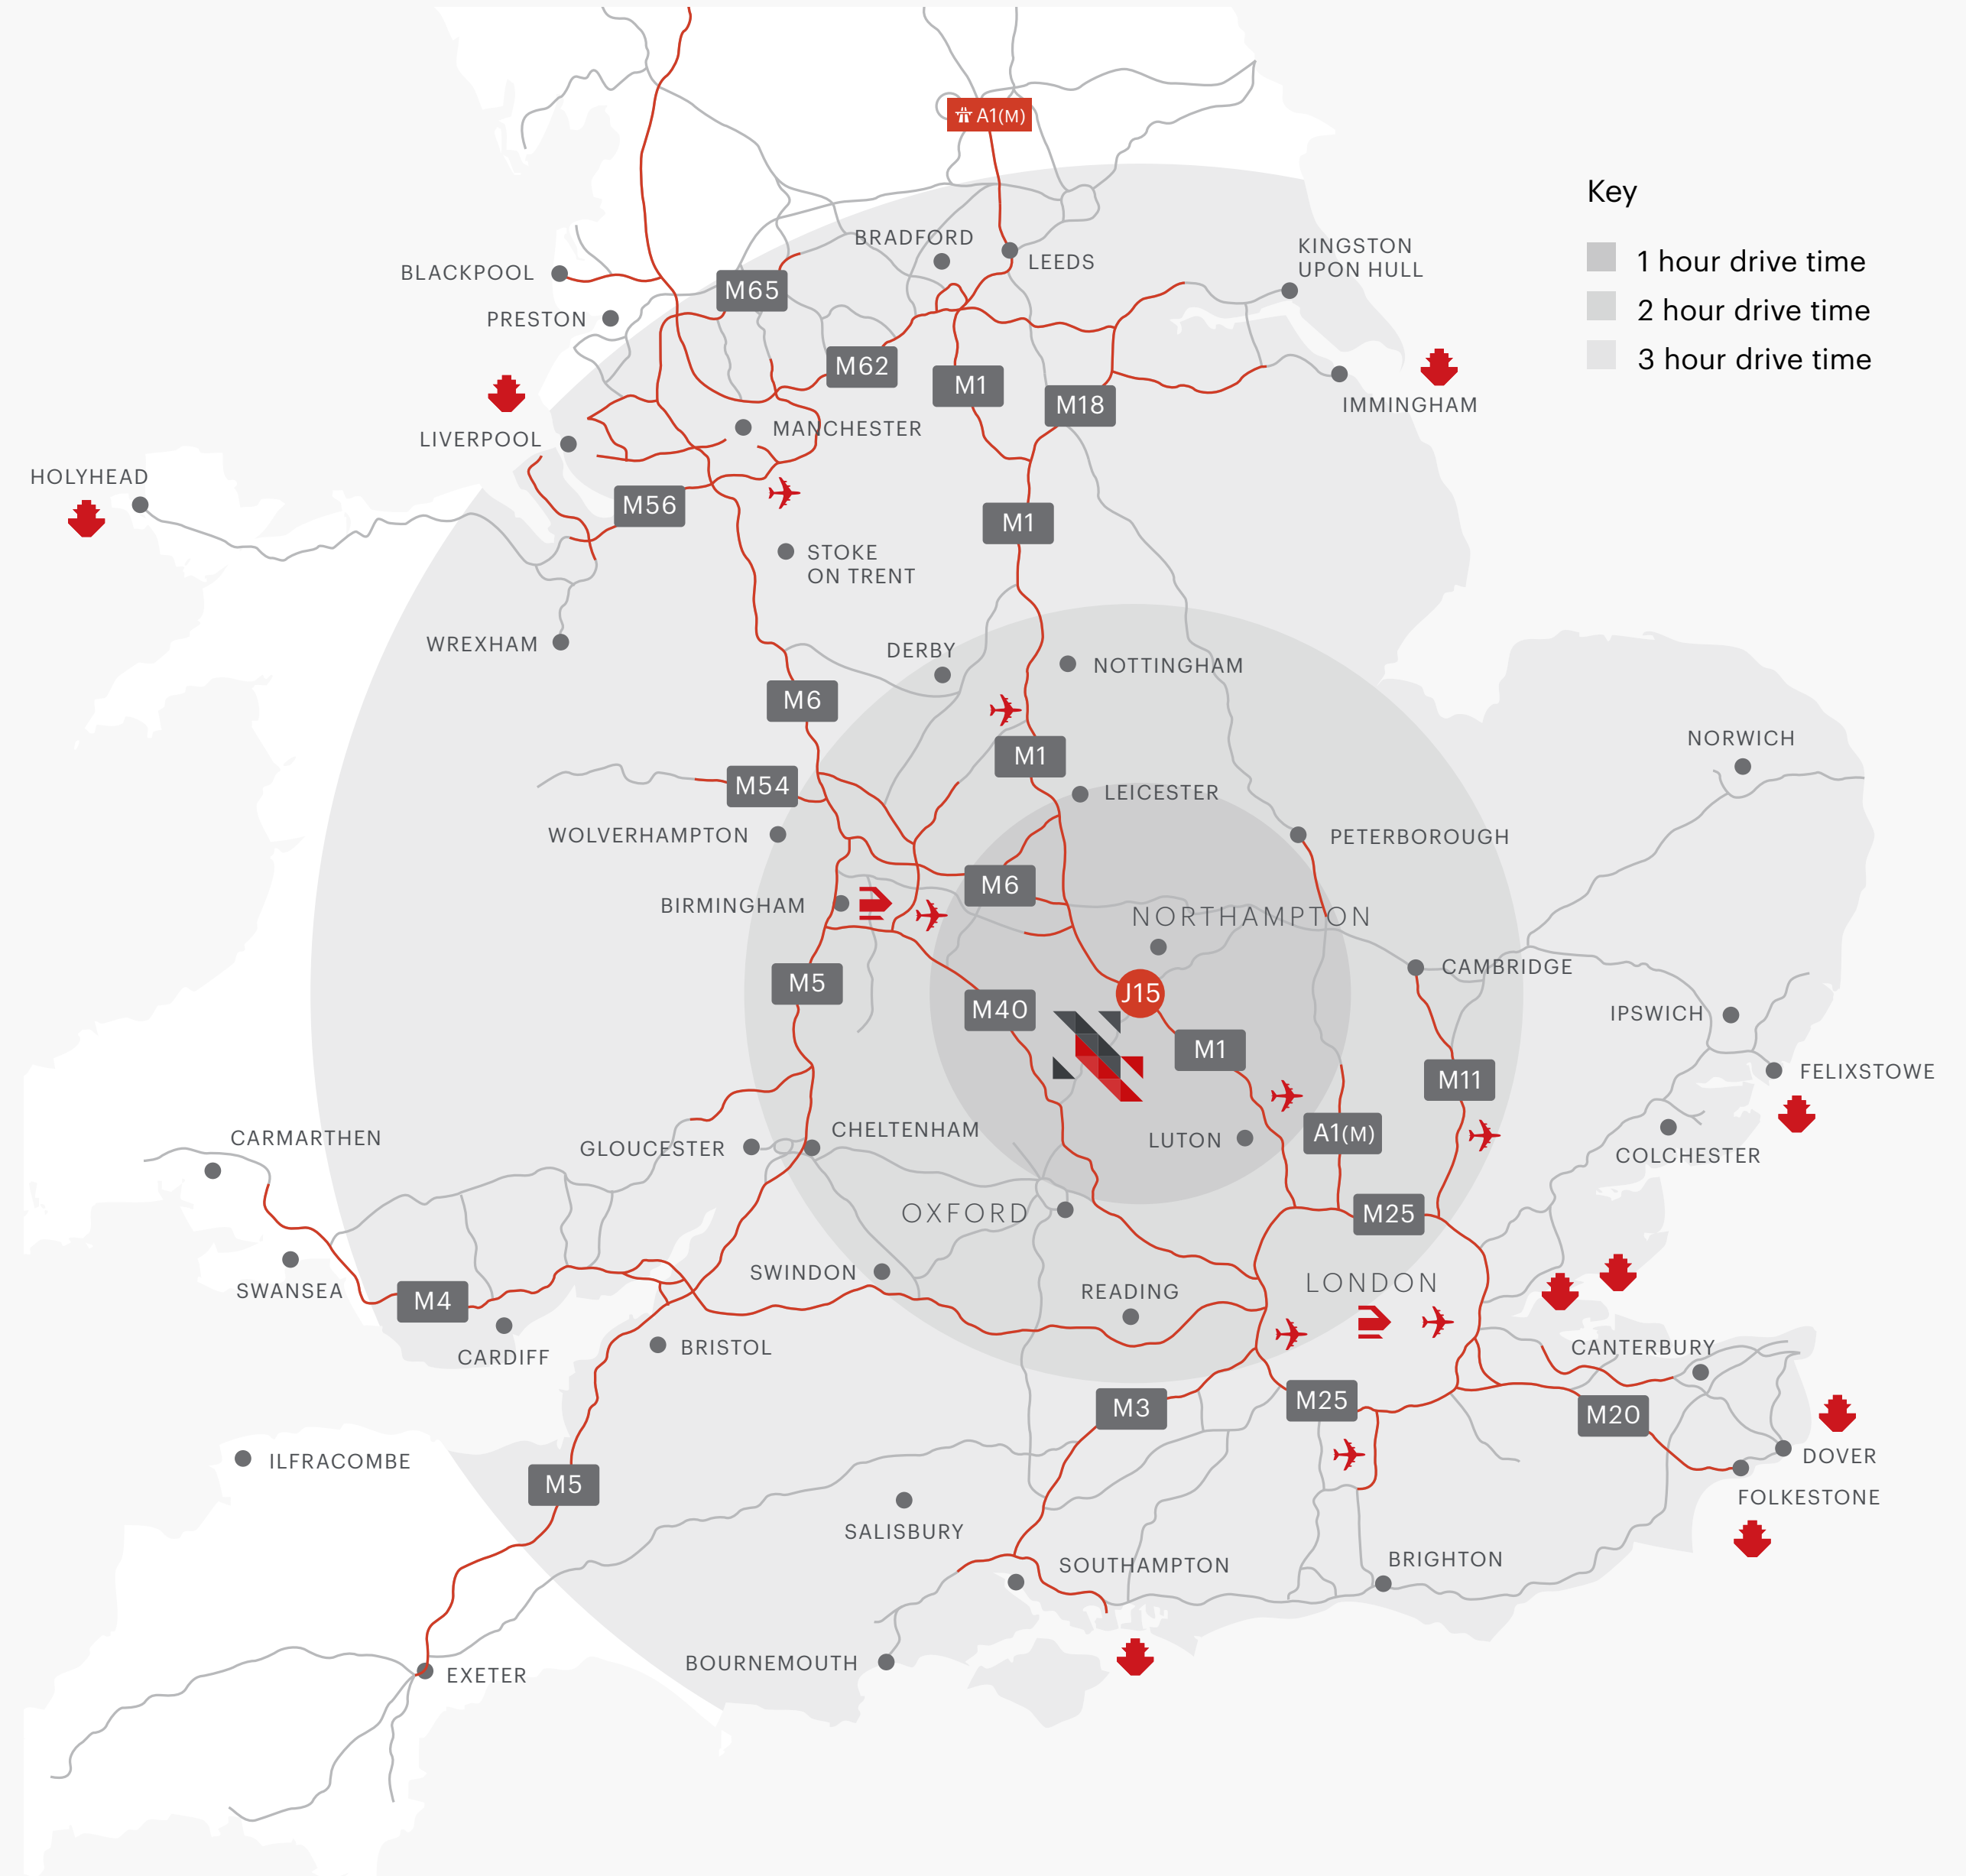 A1(M)
Key
BRADFORD
KINGSTON
UPON HULL
LEEDS
1 hour drive time
BLACKPOOL
M65
2 hour drive time
PRESTON
3 hour drive time
M62
M1
M18
IMMINGHAM
MANCHESTER
LIVERPOOL
HOLYHEAD
M56
M1
STOKE
ON TRENT
WREXHAM
DERBY
NOTTINGHAM
M6
NORWICH
M1
M54
LEICESTER
WOLVERHAMPTON
PETERBOROUGH
M6
BIRMINGHAM
NORTHAMPTON
CAMBRIDGE
M5
J15
M40
IPSWICH
M1
FELIXSTOWE
M11
CARMARTHEN
CHELTENHAM
A1(M)
LUTON
GLOUCESTER
COLCHESTER
OXFORD
M25
SWINDON
LONDON
SWANSEA
READING
M4
BRISTOL
CANTERBURY
CARDIFF
M25
M3
M20
DOVER
ILFRACOMBE
M5
FOLKESTONE
SALISBURY
BRIGHTON
SOUTHAMPTON
BOURNEMOUTH
EXETER